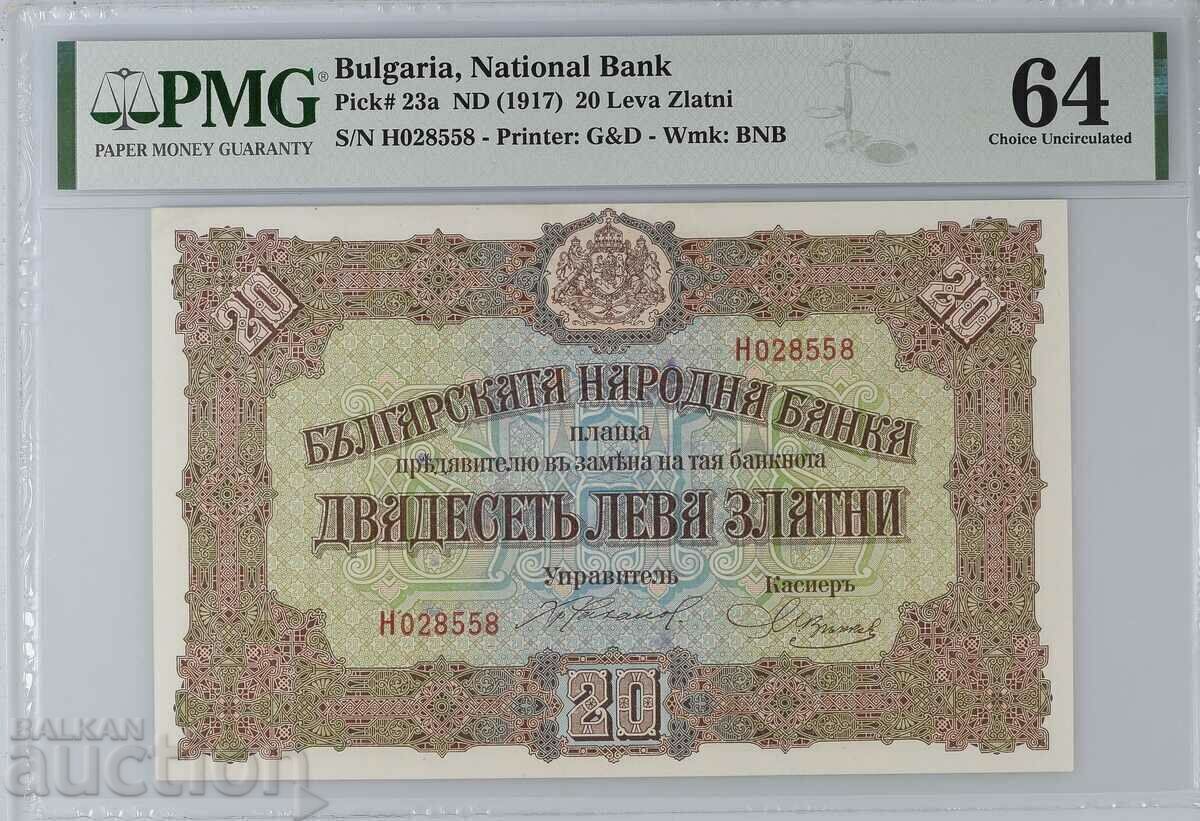 PMG®
PAPER MONEY GUARANTY
Bulgaria, National Bank
Pick# 23a ND (1917) 20 Leva Zlatni
S/N H028558 - Printer: G&D - Wmk: BNB
64
Choice Uncirculated
20
20
Н028558
БЪЛГАРСКАТА НАРОДНА БАНКА
плаща
прѣдявителю въ замѣна на тая банкнота
ДВАДЕСЕТЬ ЛЕВА ЗЛАТНИ
Управитель
Касиеръ
Н028558
20
BALKAN
auction